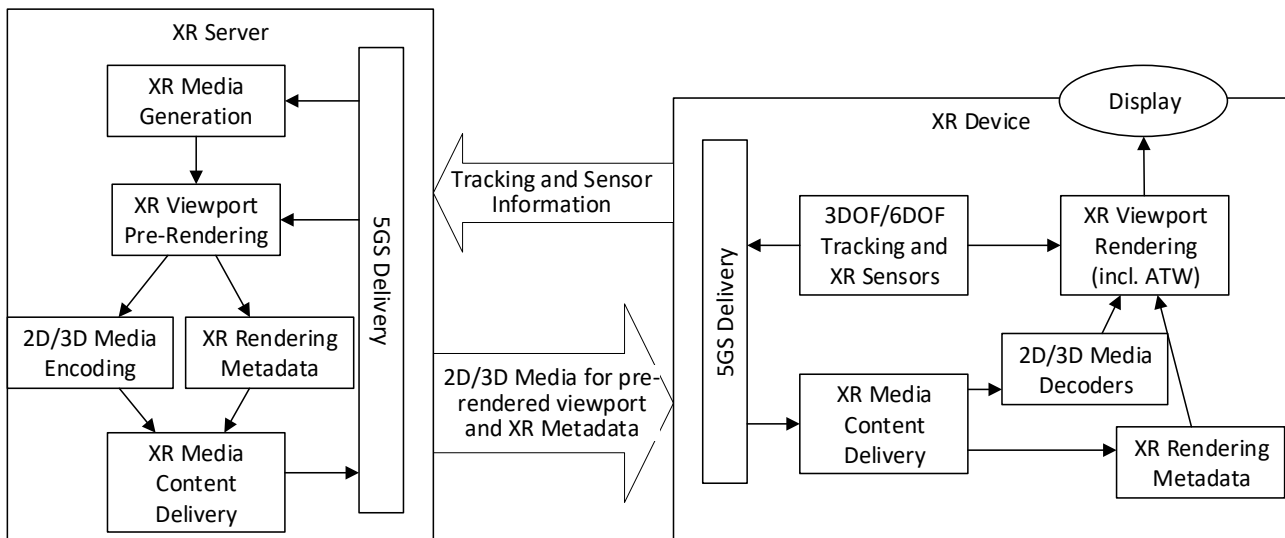 XR Server
XR Media
Generation
XR Viewport
Pre-Rendering
2D/3D Media
Encoding
XR Rendering
Metadata
XR Media
Content
Delivery
5GS Delivery
Tracking and Sensor
Information
2D/3D Media for pre-
rendered viewport
and XR Metadata
XR Device
Display
5GS Delivery
3DOF/6DOF
Tracking and
XR Sensors
XR Viewport
Rendering
(incl. ATW)
2D/3D Media
Decoders
XR Media
Content
Delivery
XR Rendering
Metadata